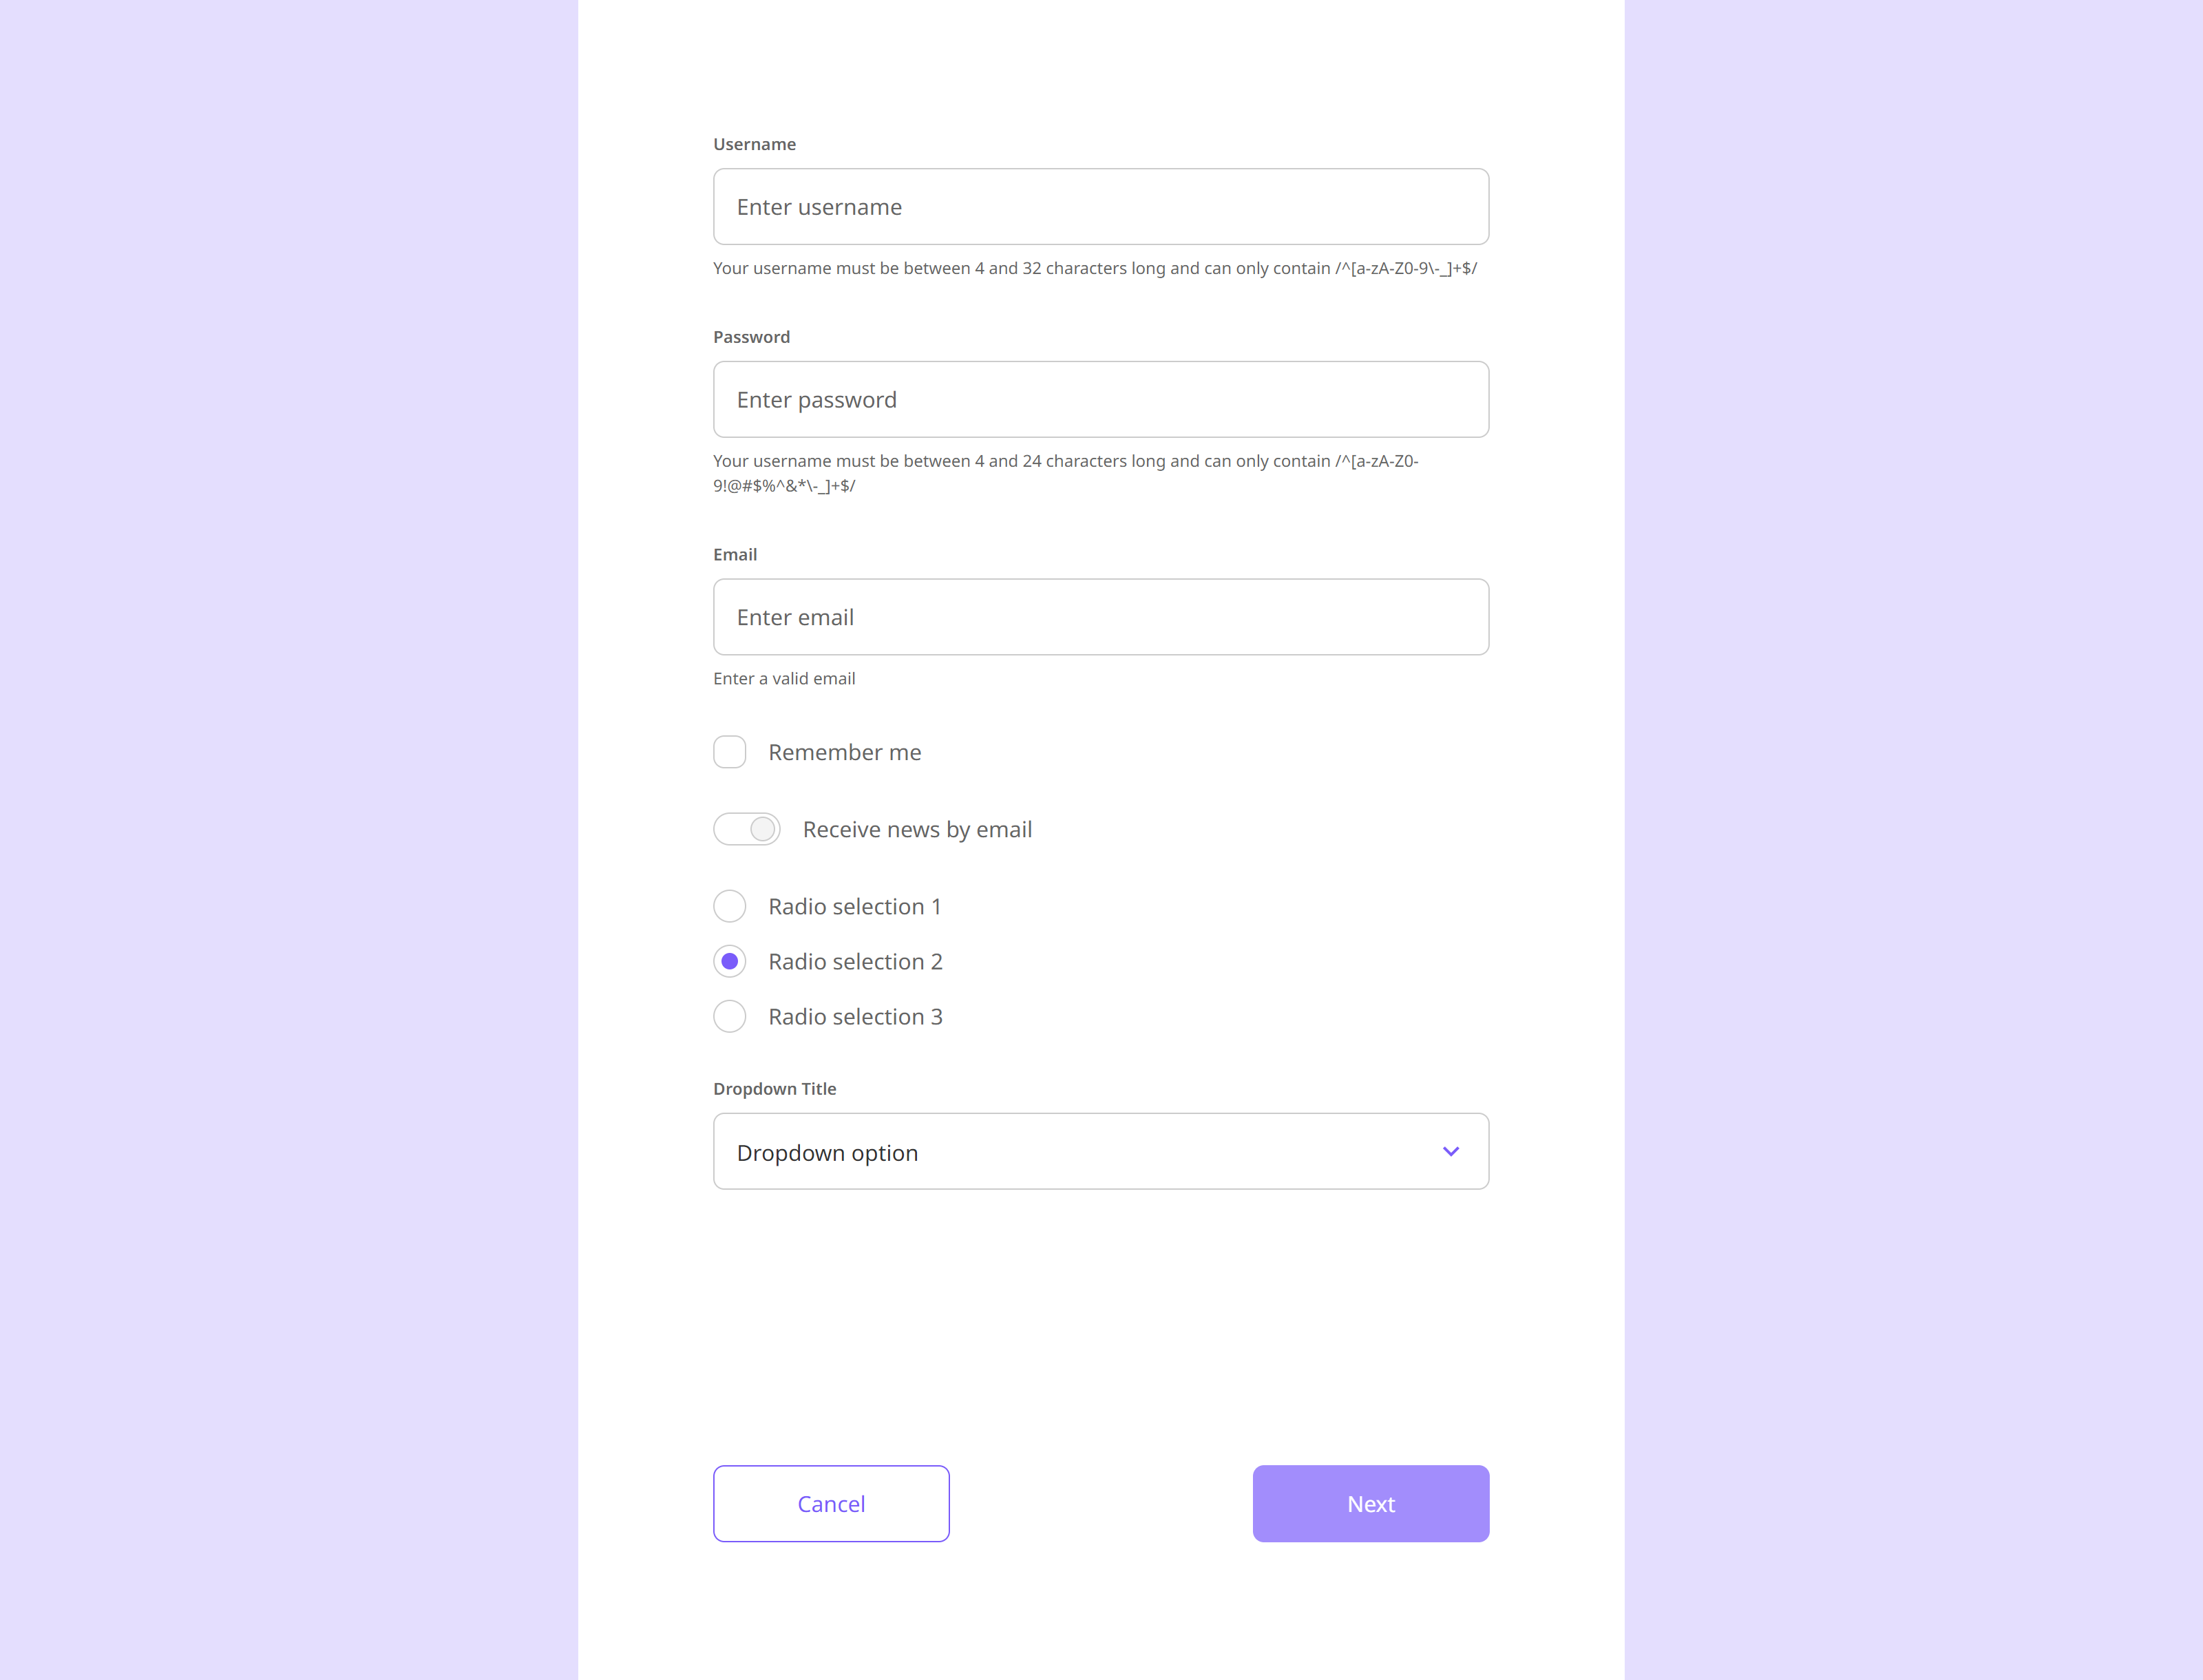 Username
Enter username
Your username must be between 4 and 32 characters long and can only contain /^[a-zA-Z0-9\-_]+$/
Password
Enter password
Your username must be between 4 and 24 characters long and can only contain /^[a-zA-Z0-
9!@#$%^&*\-_]+$/
Email
Enter email
Enter a valid email
Remember me
Receive news by email
Radio selection 1
Radio selection 2
Radio selection 3
Dropdown Title
Dropdown option
Cancel
Next